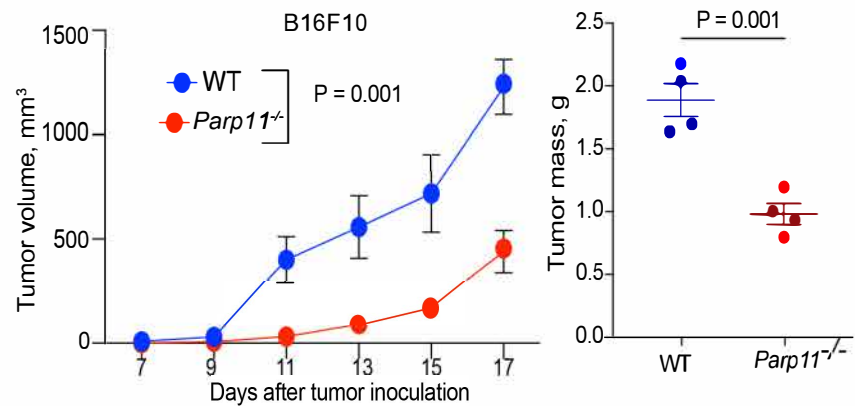 B16F10
Tumor volume, mm³
1500
1000
500
0
WT
Parp11-/-
P = 0.001
7 9 11 13 15 17
Days after tumor inoculation
P = 0.001
Tumor mass, g
2.5
2.0
1.5
1.0
0.5
0.0
WT Parp11-/-